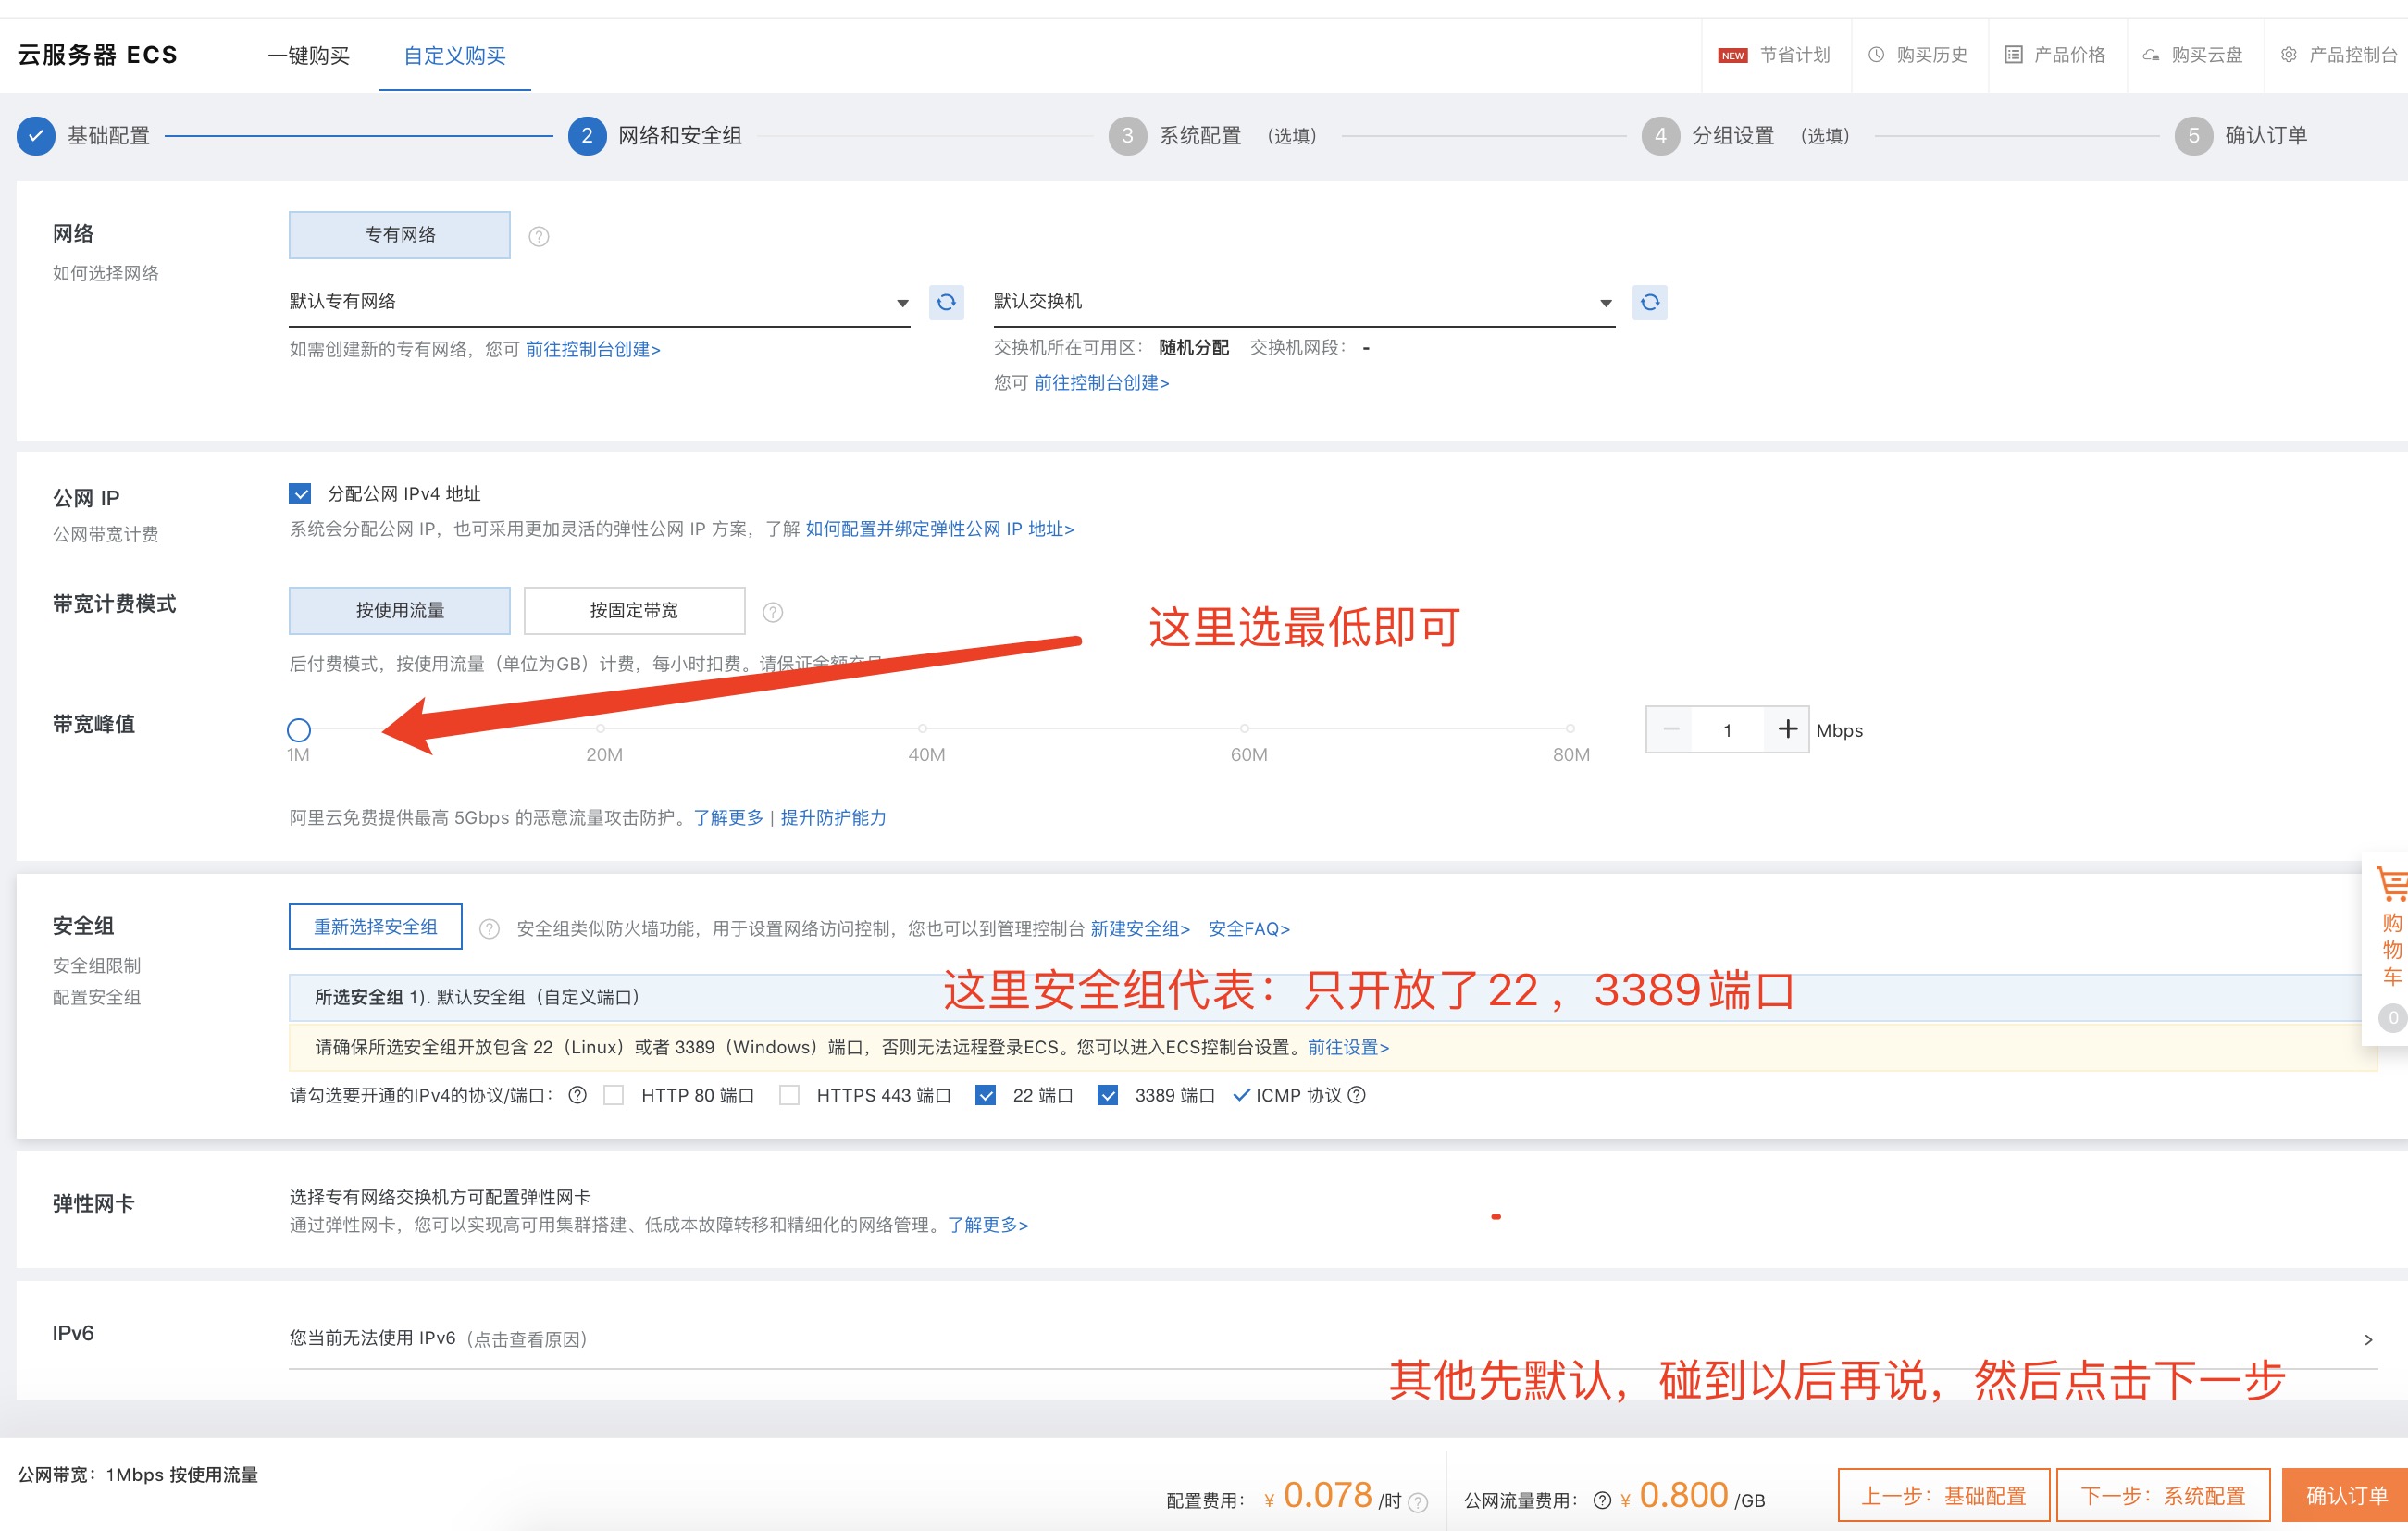 云服务器 ECS 一键购买 自定义购买 NEW 节省计划 购买历史 产品价格 购买云盘 产品控制台
基础配置 2 网络和安全组 3 系统配置 （选填） 4 分组设置 （选填） 5 确认订单
网络 专有网络 ?
如何选择网络
默认专有网络 默认交换机
如需创建新的专有网络，您可 前往控制台创建> 交换机所在可用区： 随机分配 交换机网段： -
您可 前往控制台创建>
公网 IP 分配公网 IPv4 地址
公网带宽计费 系统会分配公网 IP，也可采用更加灵活的弹性公网 IP 方案，了解 如何配置并绑定弹性公网 IP 地址>
带宽计费模式 按使用流量 按固定带宽 ?
这里选最低即可
后付费模式，按使用流量（单位为GB）计费，每小时扣费。请保证余额充足
带宽峰值 1 Mbps
1M 20M 40M 60M 80M
阿里云免费提供最高 5Gbps 的恶意流量攻击防护。了解更多 | 提升防护能力
安全组 重新选择安全组 ? 安全组类似防火墙功能，用于设置网络访问控制，您也可以到管理控制台 新建安全组> 安全FAQ>
安全组限制
配置安全组
所选安全组 1). 默认安全组（自定义端口）
这里安全组代表：只开放了22，3389端口
请确保所选安全组开放包含 22（Linux）或者 3389（Windows）端口，否则无法远程登录ECS。您可以进入ECS控制台设置。前往设置>
请勾选要开通的IPv4的协议/端口： ? HTTP 80 端口 HTTPS 443 端口 22 端口 3389 端口 ICMP 协议 ?
购物车
0
弹性网卡 选择专有网络交换机方可配置弹性网卡
通过弹性网卡，您可以实现高可用集群搭建、低成本故障转移和精细化的网络管理。了解更多>
IPv6 您当前无法使用 IPv6（点击查看原因） >
其他先默认，碰到以后再说，然后点击下一步
公网带宽：1Mbps 按使用流量
配置费用： ¥ 0.078 /时 ? 公网流量费用： ? ¥ 0.800 /GB 上一步：基础配置 下一步：系统配置 确认订单